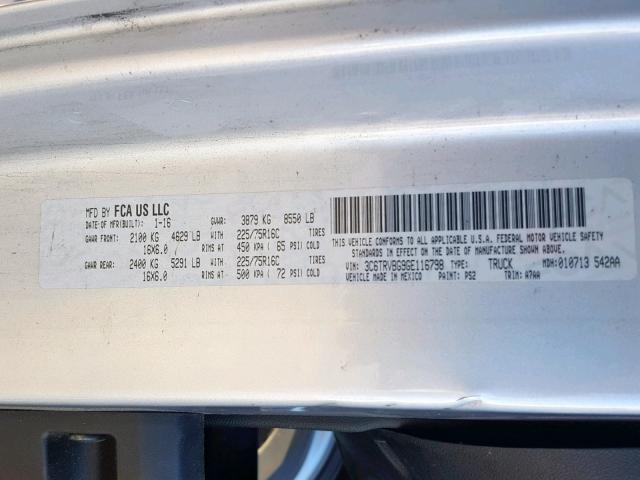 MFD BY FCA US LLC
DATE OF MFR(BUILT): 1-16 GVWR: 3879 KG 8550 LB
GAWR FRONT: 2100 KG 4629 LB WITH 225/75R16C TIRES
16X6.0 RIMS AT 450 KPA ( 65 PSI) COLD
GAWR REAR: 2400 KG 5291 LB WITH 225/75R16C TIRES
16X6.0 RIMS AT 500 KPA ( 72 PSI) COLD
THIS VEHICLE CONFORMS TO ALL APPLICABLE U.S.A. FEDERAL MOTOR VEHICLE SAFETY
STANDARDS IN EFFECT ON THE DATE OF MANUFACTURE SHOWN ABOVE.
VIN: 3C6TRVBG9GE116798 TYPE: TRUCK MDH:010713 542AA
VEHICLE MADE IN MEXICO PAINT: PS2 TRIM: A7AA